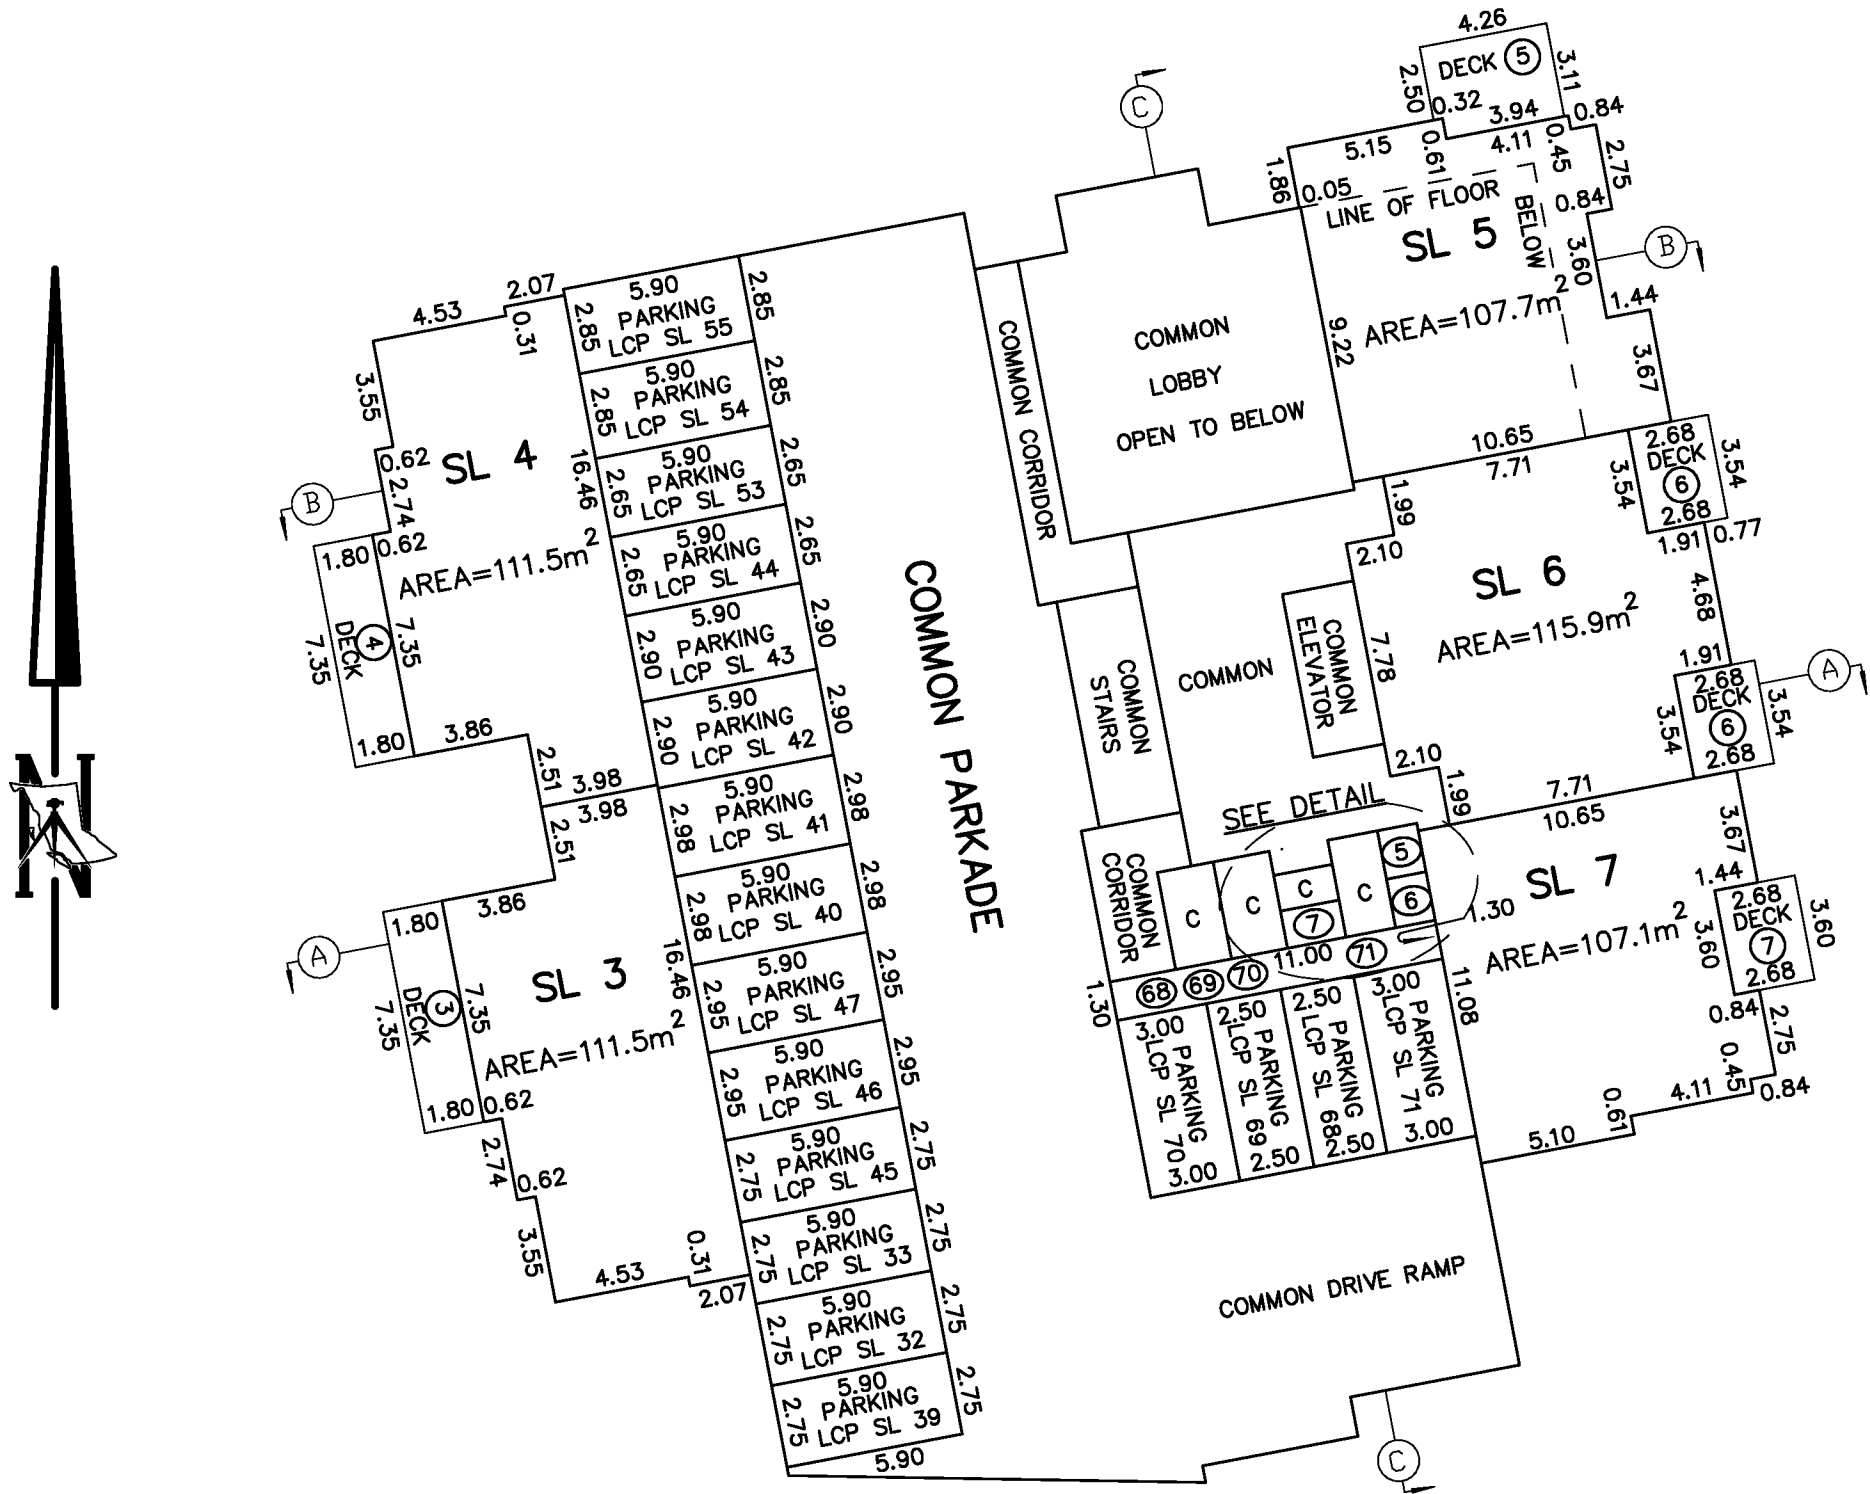 4.26
DECK 5
2.50
3.11
0.32
3.94
0.84
C
5.15
0.61
4.11
0.45
2.75
1.86
0.05
LINE OF FLOOR
BELOW
0.84
SL 5
3.60
B
AREA=107.7m2
1.44
9.22
3.67
10.65
COMMON
LOBBY
OPEN TO BELOW
COMMON CORRIDOR
2.07
4.53
0.31
3.55
0.62
SL 4
16.46
B
2.74
1.80
0.62
AREA=111.5m2
7.35
DECK
4
7.35
1.80
3.86
2.51
3.98
5.90
PARKING
LCP SL 55
2.85
2.85
5.90
PARKING
LCP SL 54
2.85
2.85
5.90
PARKING
LCP SL 53
2.65
2.65
5.90
PARKING
LCP SL 44
2.65
2.65
5.90
PARKING
LCP SL 43
2.90
2.90
5.90
PARKING
LCP SL 42
2.90
2.90
5.90
PARKING
LCP SL 41
2.98
2.98
5.90
PARKING
LCP SL 40
2.98
2.98
5.90
PARKING
LCP SL 47
2.95
2.95
5.90
PARKING
LCP SL 46
2.95
2.95
5.90
PARKING
LCP SL 45
2.75
2.75
5.90
PARKING
LCP SL 33
2.75
2.75
5.90
PARKING
LCP SL 32
2.75
2.75
5.90
PARKING
LCP SL 39
2.75
2.75
5.90
COMMON PARKADE
7.71
1.99
2.10
2.68
DECK
6
2.68
3.54
3.54
1.91
0.77
SL 6
AREA=115.9m2
4.68
7.78
1.91
2.68
DECK
6
2.68
3.54
3.54
A
2.10
1.99
7.71
COMMON
COMMON
ELEVATOR
COMMON
STAIRS
SEE DETAIL
COMMON
CORRIDOR
C
C
C
7
C
5
6
1.30
11.00
68
69
70
71
1.30
10.65
3.67
1.44
SL 7
AREA=107.1m2
2.68
DECK
7
2.68
3.60
3.60
0.84
2.75
11.08
0.45
0.84
4.11
0.61
5.10
3.00
PARKING
LCP SL 70
3.00
2.50
PARKING
LCP SL 69
2.50
2.50
PARKING
LCP SL 68
2.50
3.00
PARKING
LCP SL 71
3.00
COMMON DRIVE RAMP
C
3.98
2.51
3.86
1.80
A
SL 3
16.46
7.35
DECK
3
7.35
AREA=111.5m2
1.80
0.62
2.74
0.62
3.55
4.53
0.31
2.07
N